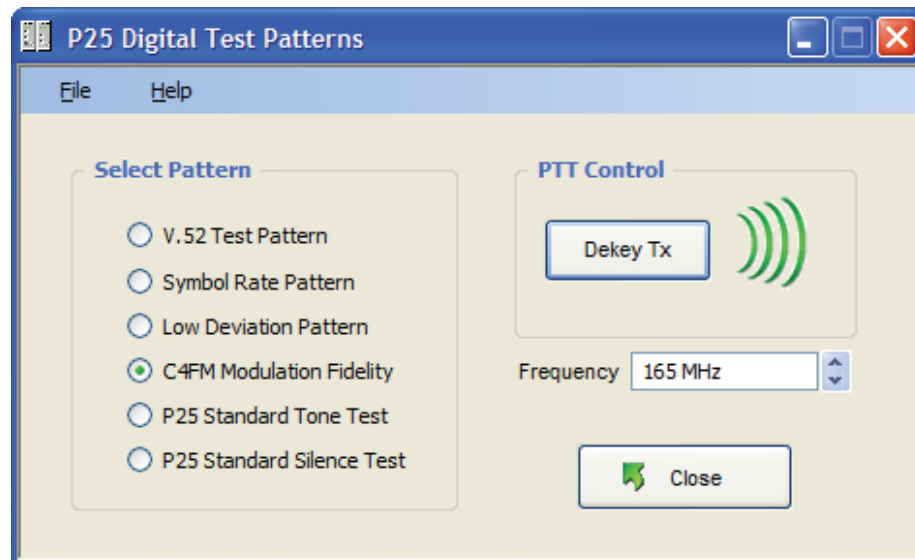 P25 Digital Test Patterns
File Help
Select Pattern
V.52 Test Pattern
Symbol Rate Pattern
Low Deviation Pattern
C4FM Modulation Fidelity
P25 Standard Tone Test
P25 Standard Silence Test
PTT Control
Dekey Tx
Frequency 165 MHz
Close